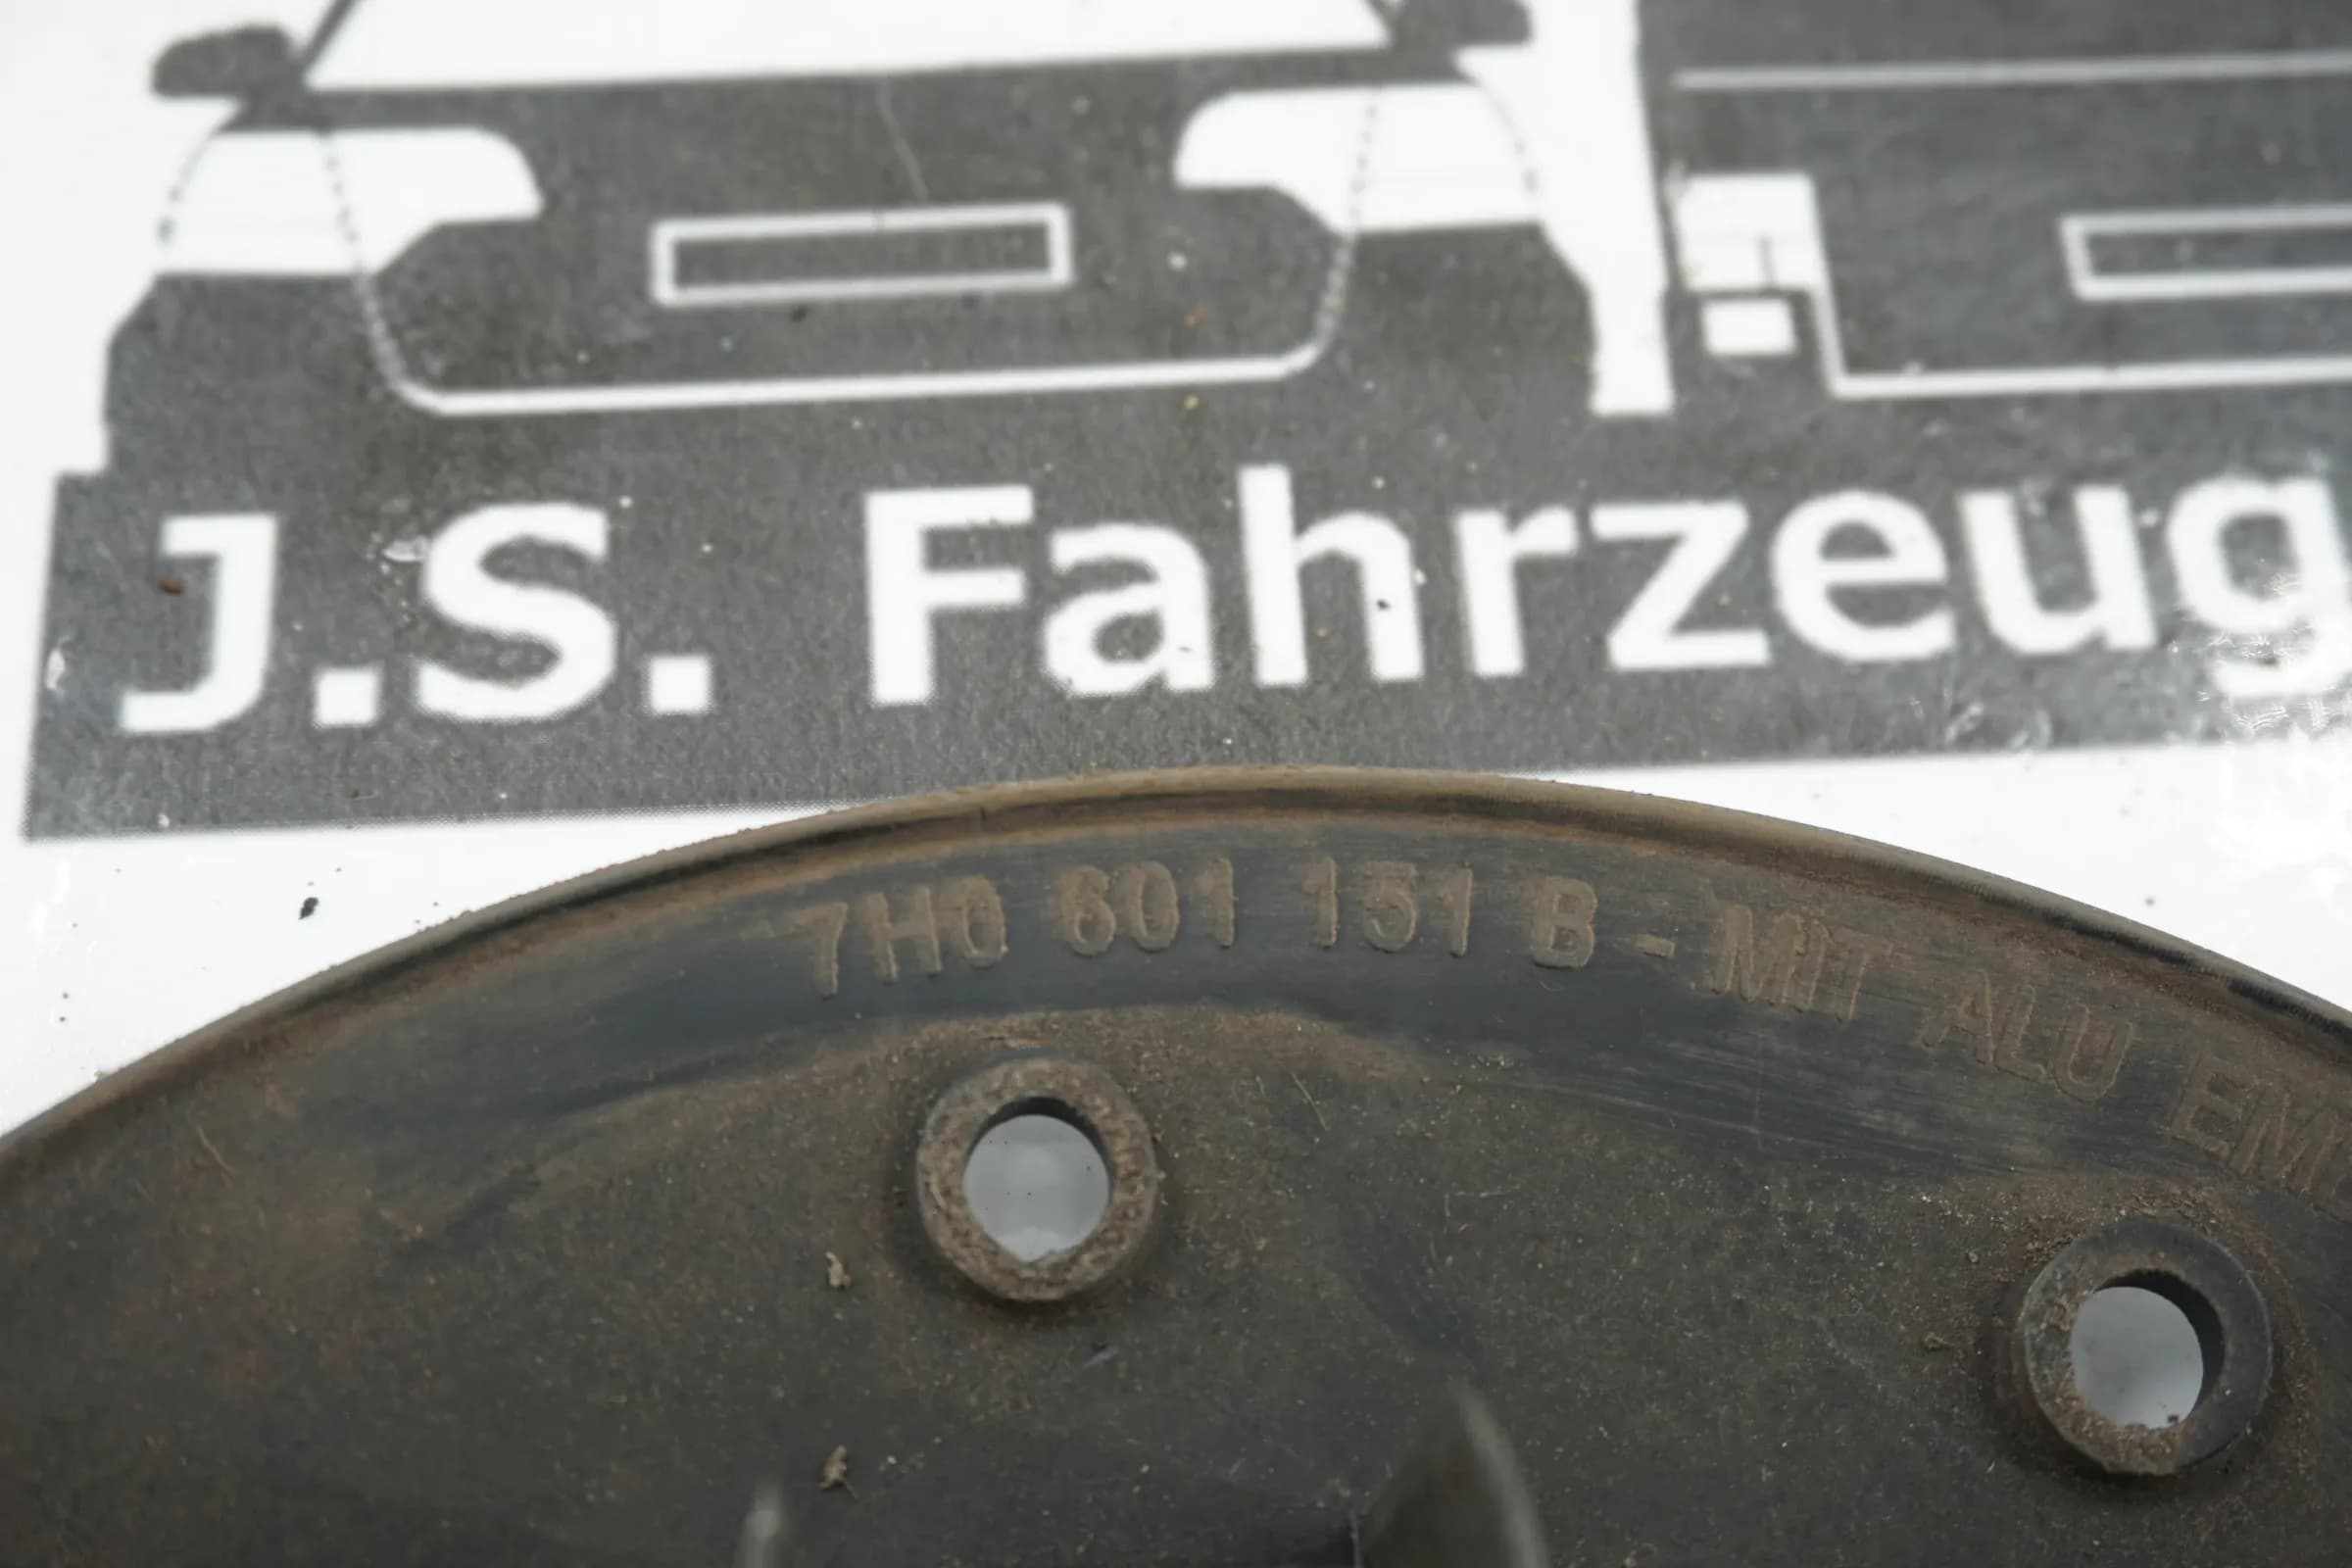 J.S. Fahrzeug
7H0 601 151 B - MIT ALU